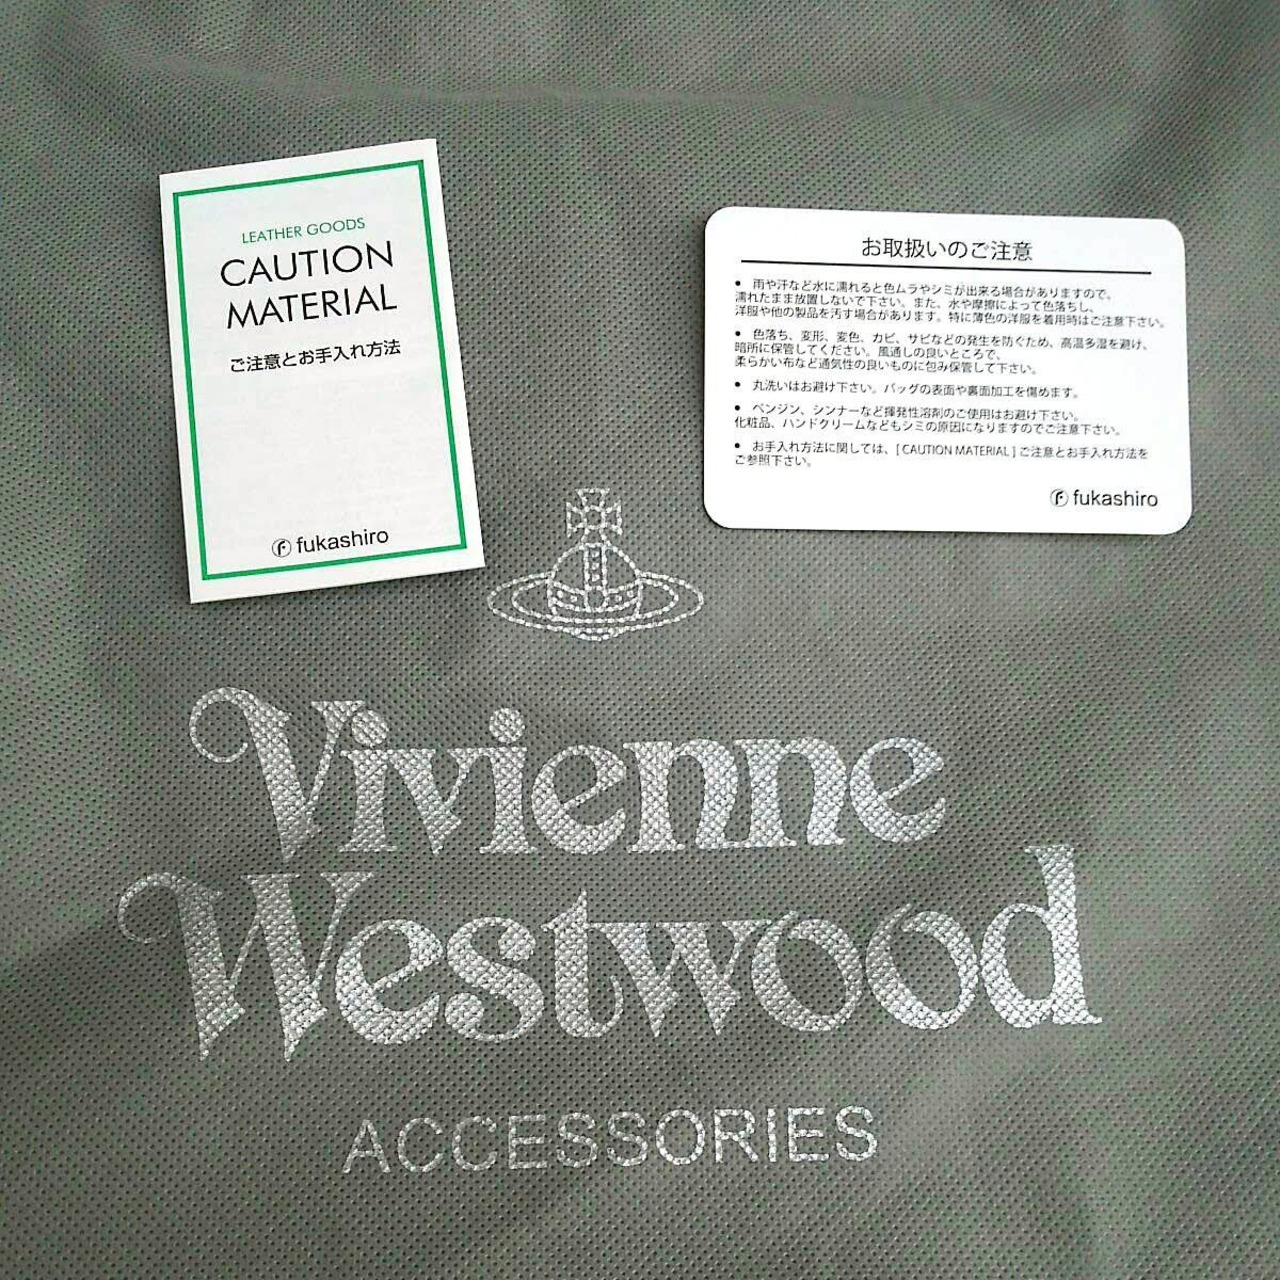 LEATHER GOODS
CAUTION
MATERIAL
ご注意とお手入れ方法
fukashiro
お取扱いのご注意
• 雨や汗など水に濡れると色ムラやシミが出来る場合がありますので、
濡れたまま放置しないで下さい。また、水や摩擦によって色落ちし、
洋服や他の製品を汚す場合があります。特に薄色の洋服を着用時はご注意下さい。
• 色落ち、変形、変色、カビ、サビなどの発生を防ぐため、高温多湿を避け、
暗所に保管してください。風通しの良いところで、
柔らかい布など通気性の良いものに包み保管して下さい。
• 丸洗いはお避け下さい。バッグの表面や裏面加工を傷めます。
• ベンジン、シンナーなど揮発性溶剤のご使用はお避け下さい。
化粧品、ハンドクリームなどもシミの原因になりますのでご注意下さい。
• お手入れ方法に関しては、[ CAUTION MATERIAL ] ご注意とお手入れ方法を
ご参照下さい。
fukashiro
Vivienne
Westwood
ACCESSORIES